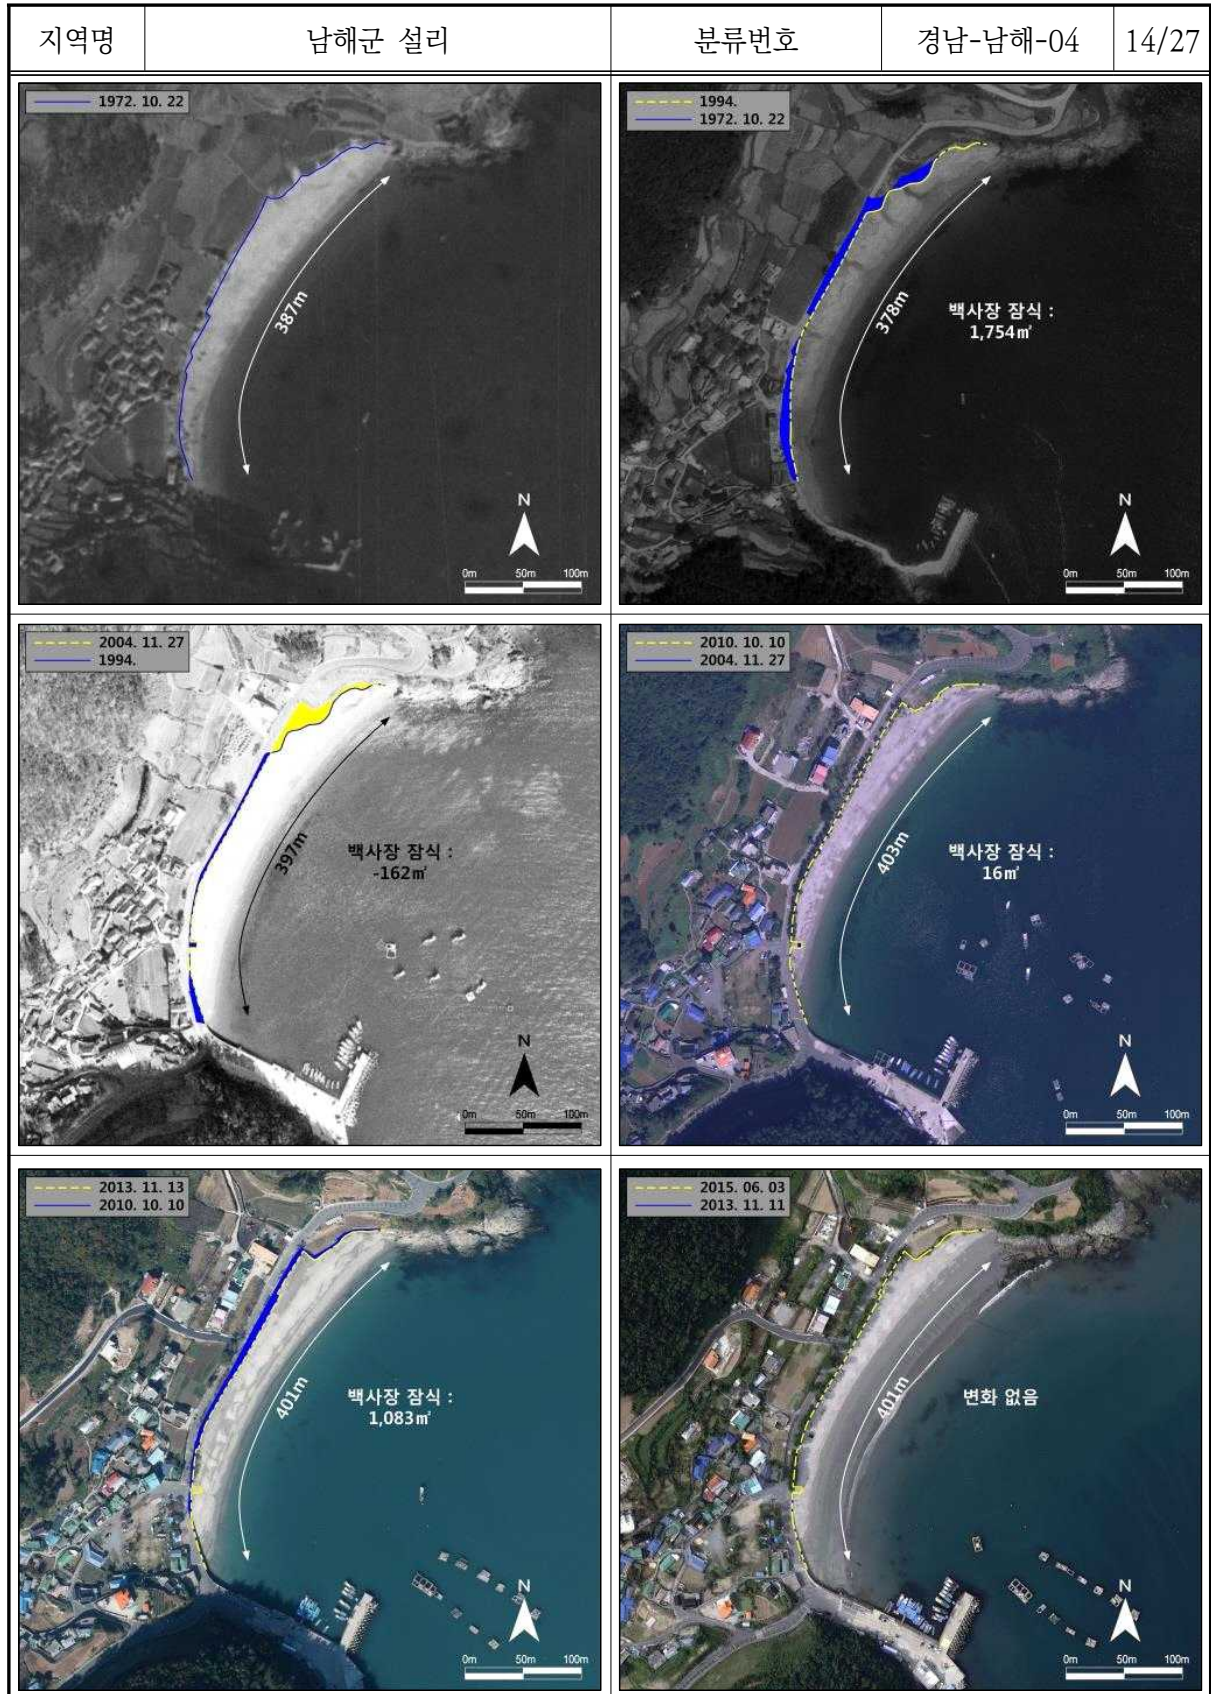 지역명
남해군 설리
분류번호
경남-남해-04
14/27
1972. 10. 22
387m
N
0m 50m 100m
1994.
1972. 10. 22
378m
백사장 잠식 :
1,754㎡
N
0m 50m 100m
2004. 11. 27
1994.
397m
백사장 잠식 :
-162㎡
N
0m 50m 100m
2010. 10. 10
2004. 11. 27
403m
백사장 잠식 :
16㎡
N
0m 50m 100m
2013. 11. 13
2010. 10. 10
401m
백사장 잠식 :
1,083㎡
N
0m 50m 100m
2015. 06. 03
2013. 11. 11
401m
변화 없음
N
0m 50m 100m